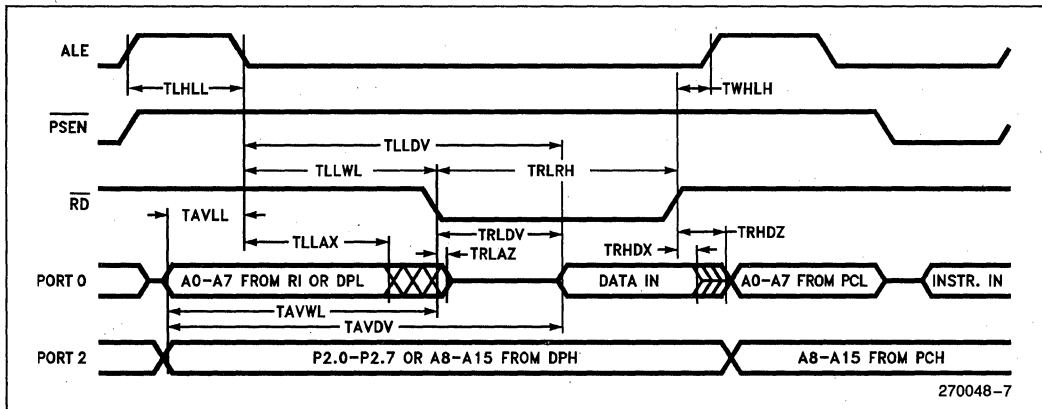 ALE
TLHLL
TWHLH
PSEN
TLLDV
TLLWL
TRLRH
RD
TAVLL
TRLDV
TRHDZ
TLLAX
TRLAZ
TRHDX
PORT 0
A0-A7 FROM RI OR DPL
DATA IN
A0-A7 FROM PCL
INSTR. IN
TAVWL
TAVDV
PORT 2
P2.0-P2.7 OR A8-A15 FROM DPH
A8-A15 FROM PCH
270048-7